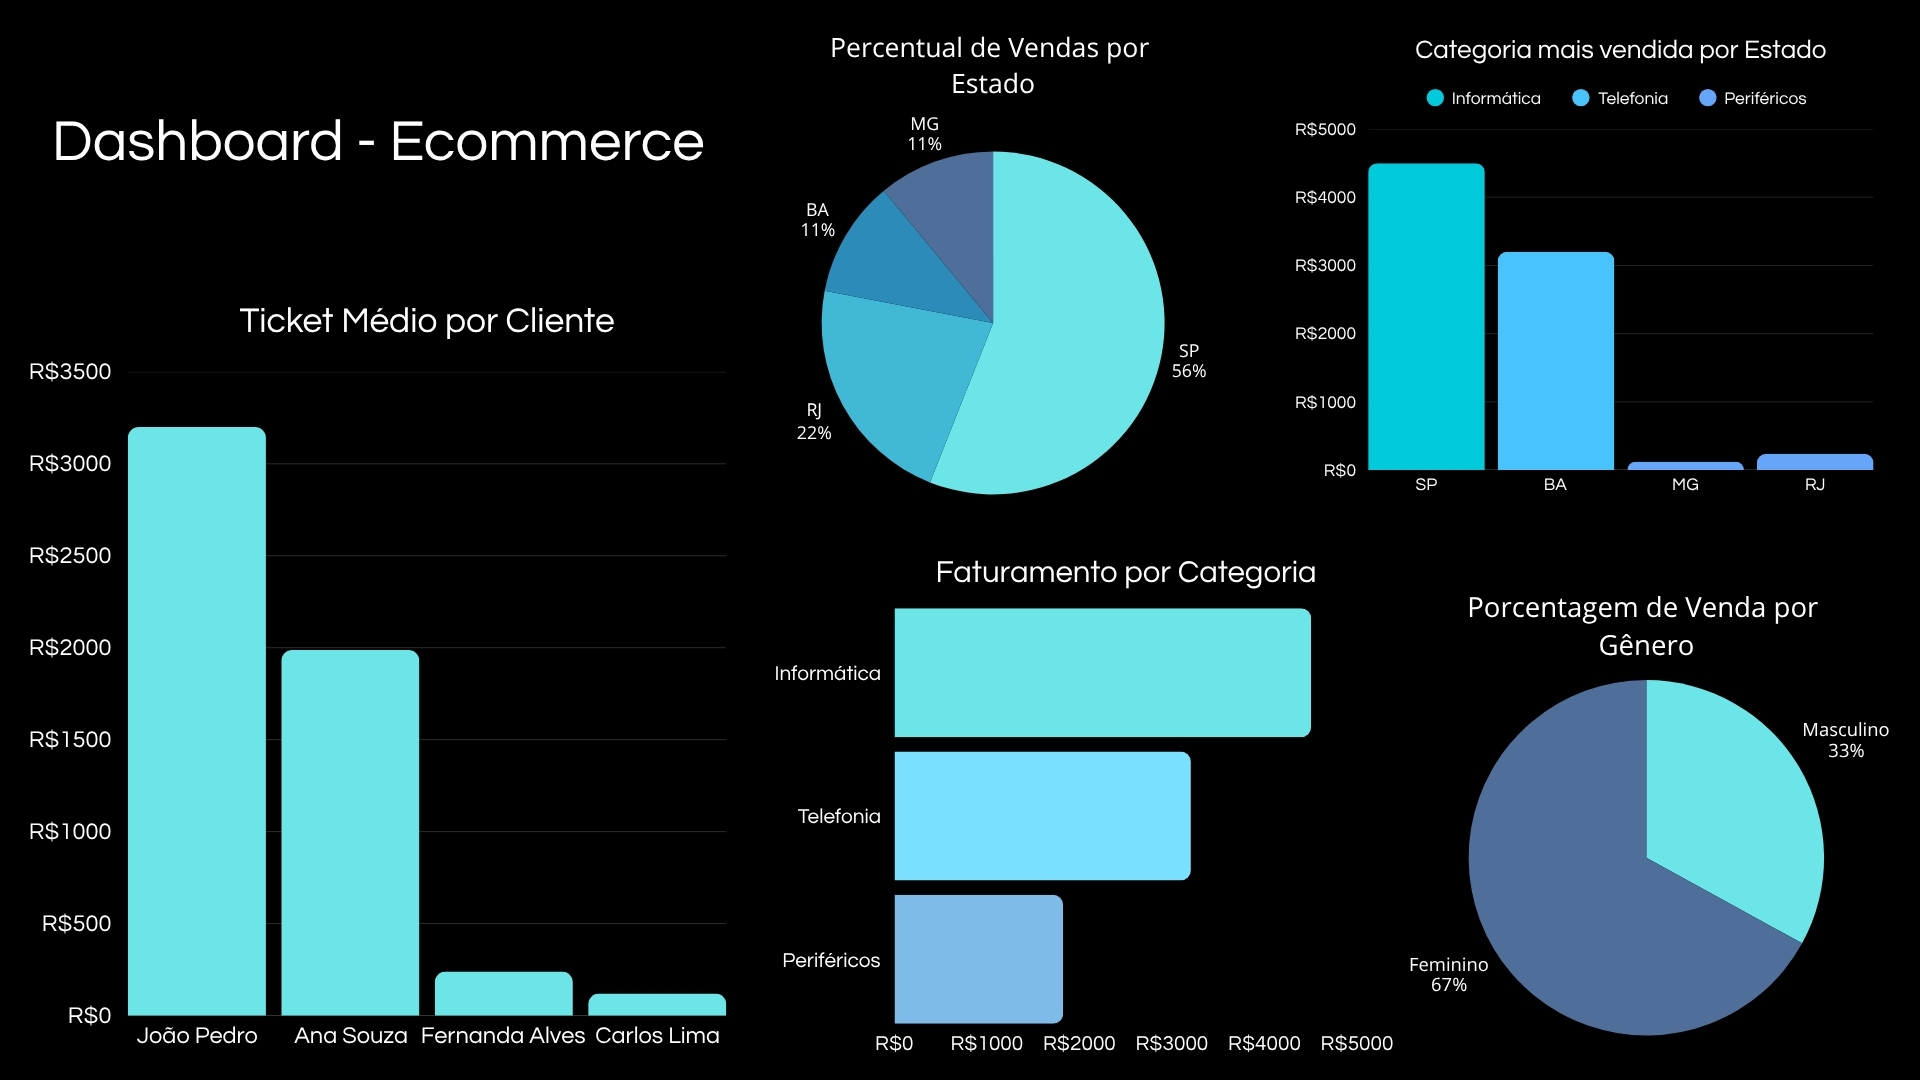 Dashboard - Ecommerce
Ticket Médio por Cliente
R$3500
R$3000
R$2500
R$2000
R$1500
R$1000
R$500
R$0
João Pedro
Ana Souza
Fernanda Alves
Carlos Lima
Percentual de Vendas por
Estado
MG
11%
BA
11%
RJ
22%
SP
56%
Categoria mais vendida por Estado
Informática
Telefonia
Periféricos
R$5000
R$4000
R$3000
R$2000
R$1000
R$0
SP
BA
MG
RJ
Faturamento por Categoria
Informática
Telefonia
Periféricos
R$0
R$1000
R$2000
R$3000
R$4000
R$5000
Porcentagem de Venda por
Gênero
Masculino
33%
Feminino
67%